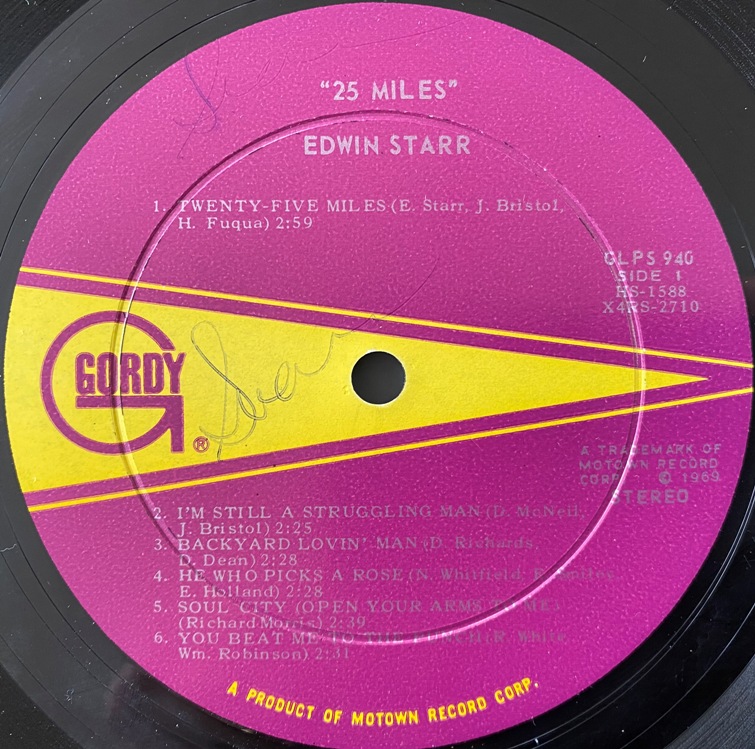 "25 MILES"
EDWIN STARR
1. TWENTY-FIVE MILES (E. Starr, J. Bristol,
H. Fuqua) 2:59
GLPS 940
SIDE 1
HS-1588
X4RS-2710
GORDY
®
A TRADEMARK OF
MOTOWN RECORD
CORP. © 1969
STEREO
2. I'M STILL A STRUGGLING MAN (D. McNeil,
J. Bristol) 2:25
3. BACKYARD LOVIN' MAN (D. Richards,
D. Dean) 2:28
4. HE WHO PICKS A ROSE (N. Whitfield, E. Smiley,
E. Holland) 2:28
5. SOUL CITY (OPEN YOUR ARMS TO ME)
(Richard Morris) 2:39
6. YOU BEAT ME TO THE PUNCH (R. White,
Wm. Robinson) 2:31
A PRODUCT OF MOTOWN RECORD CORP.